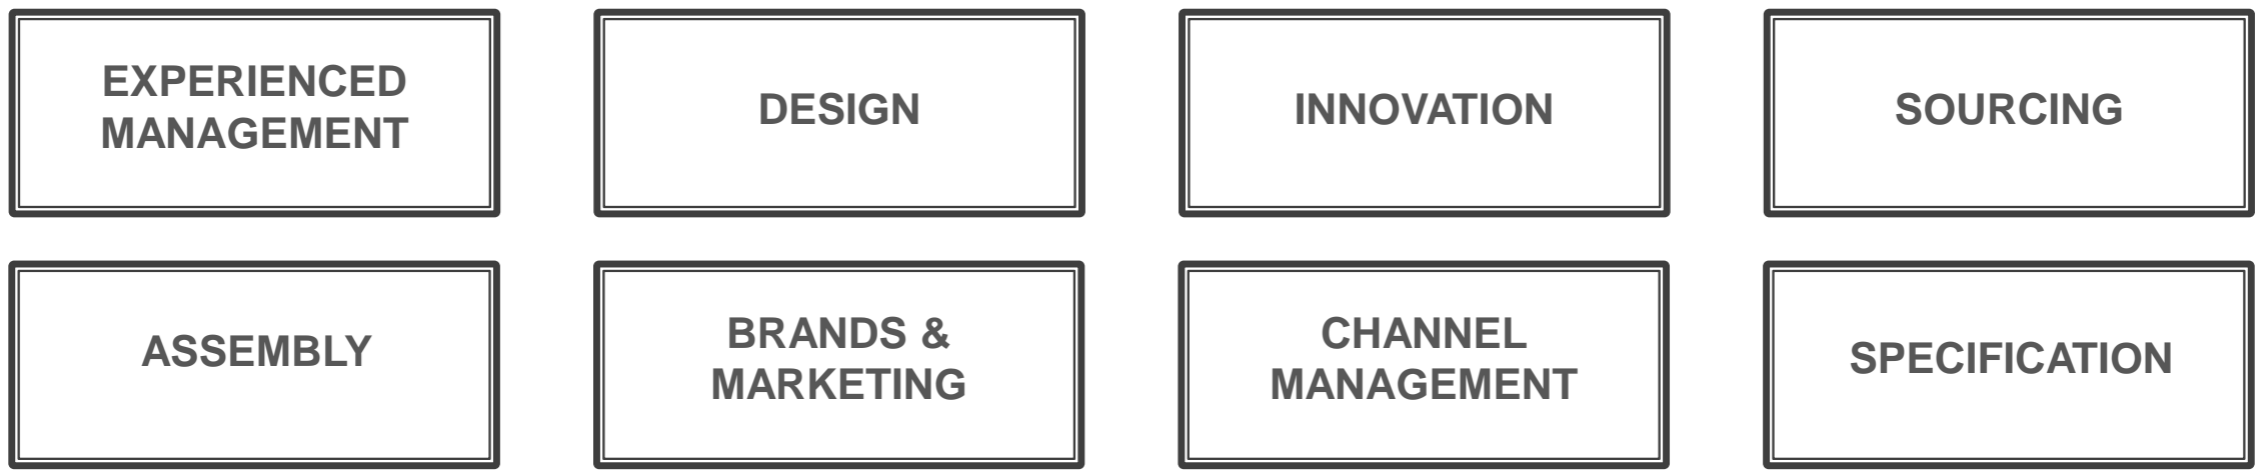 EXPERIENCED
MANAGEMENT
DESIGN
INNOVATION
SOURCING
ASSEMBLY
BRANDS &
MARKETING
CHANNEL
MANAGEMENT
SPECIFICATION